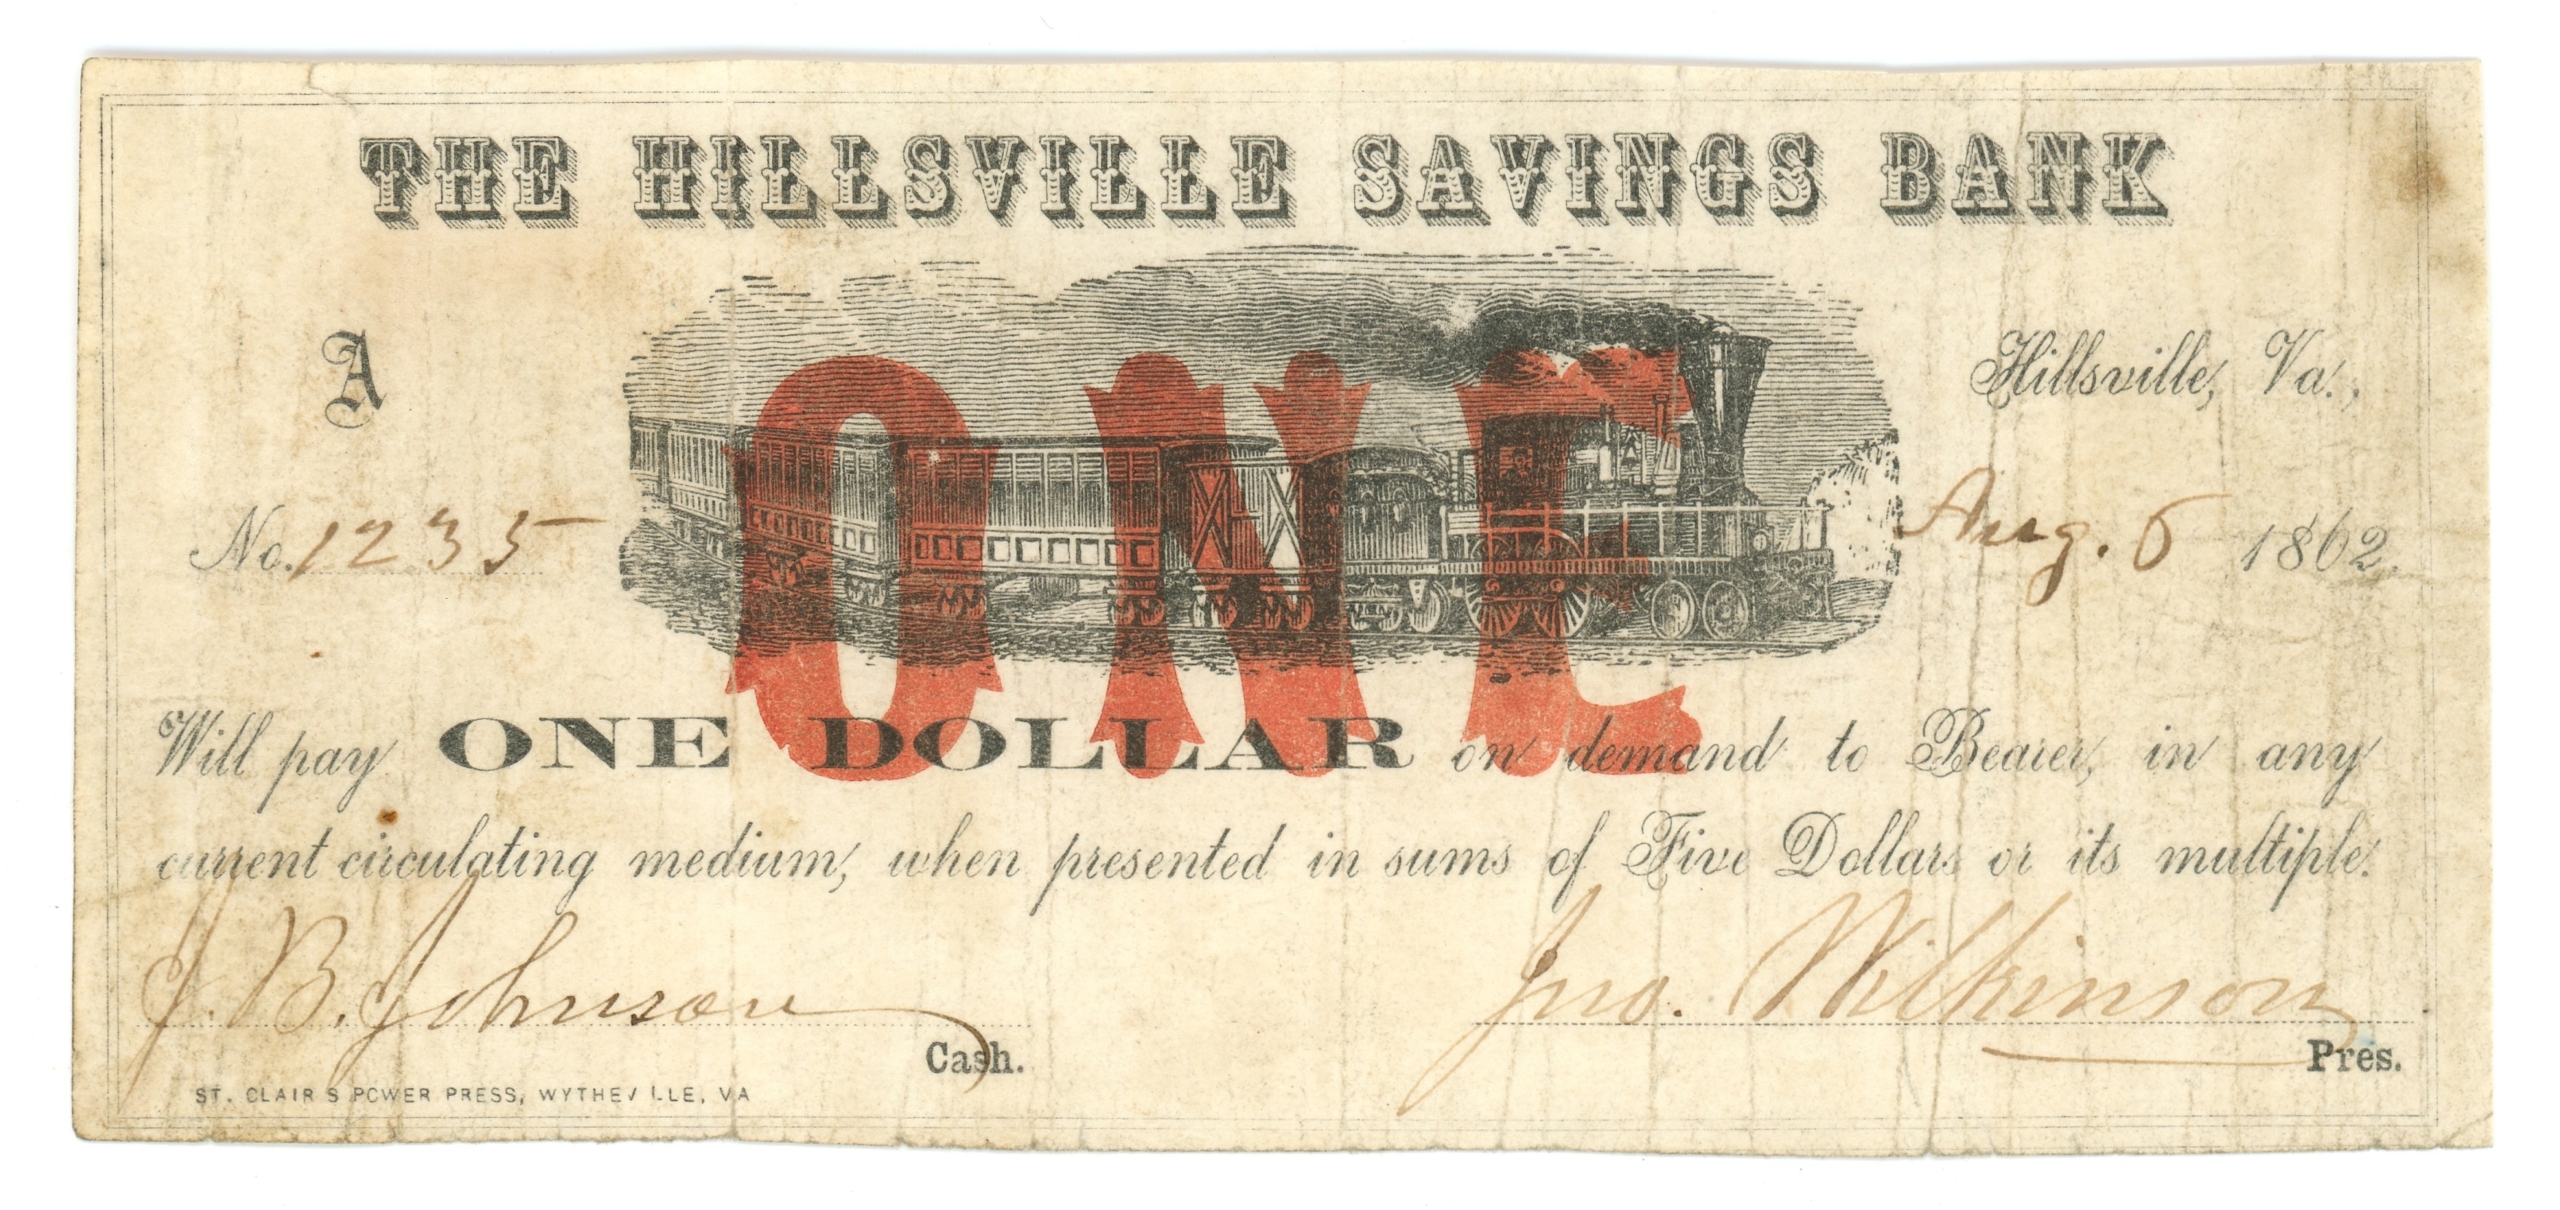 THE HILLSVILLE SAVINGS BANK
A
Hillsville, Va.,
No. 1235
Aug. 6 1862.
ONE
Will pay ONE DOLLAR on demand to Bearer, in any
current circulating medium, when presented in sums of Five Dollars or its multiple.
J. B. Johnson
Cash.
Jno. Wilkinson
Pres.
ST. CLAIR'S POWER PRESS, WYTHEVILLE, VA